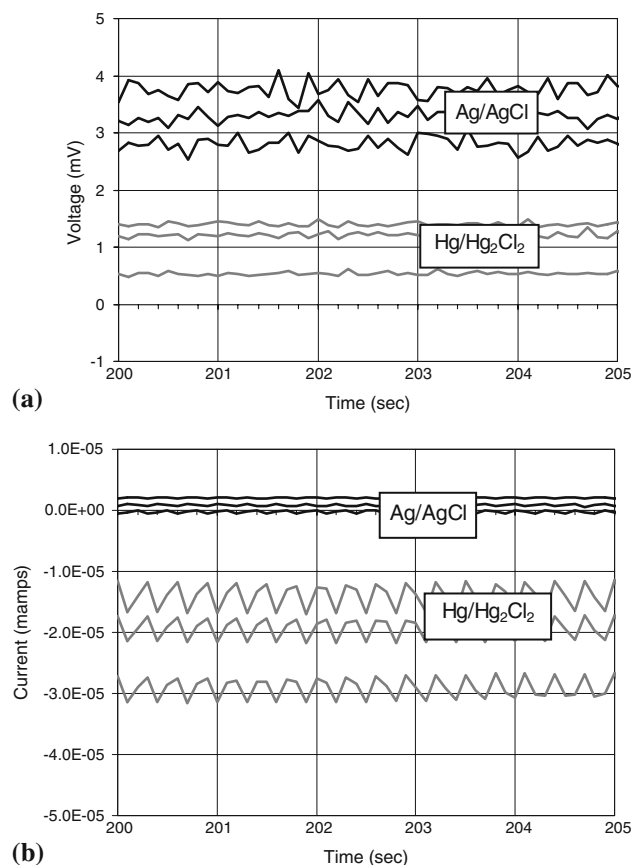 5
4
3
2
1
0
-1
Voltage (mV)
Ag/AgCl
Hg/Hg₂Cl₂
200 201 202 203 204 205
Time (sec)
(a)
1.0E-05
0.0E+00
-1.0E-05
-2.0E-05
-3.0E-05
-4.0E-05
-5.0E-05
Current (mamps)
Ag/AgCl
Hg/Hg₂Cl₂
200 201 202 203 204 205
Time (sec)
(b)